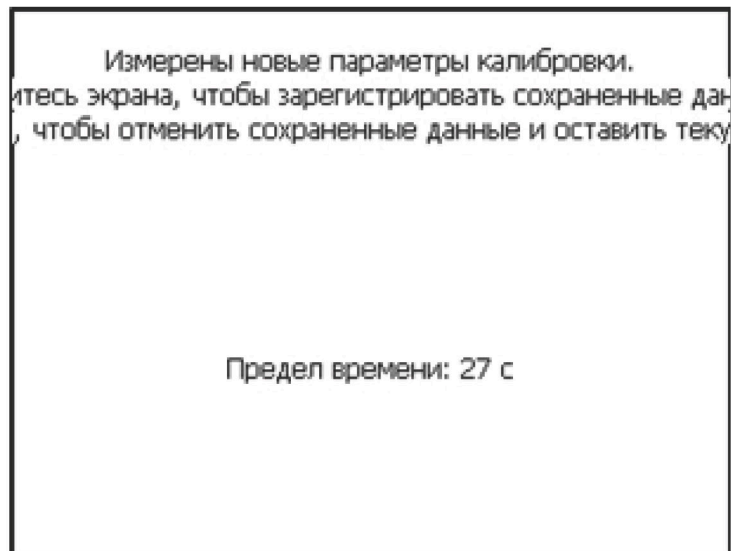 Измерены новые параметры калибровки.
итесь экрана, чтобы зарегистрировать сохраненные дан
, чтобы отменить сохраненные данные и оставить теку
Предел времени: 27 с